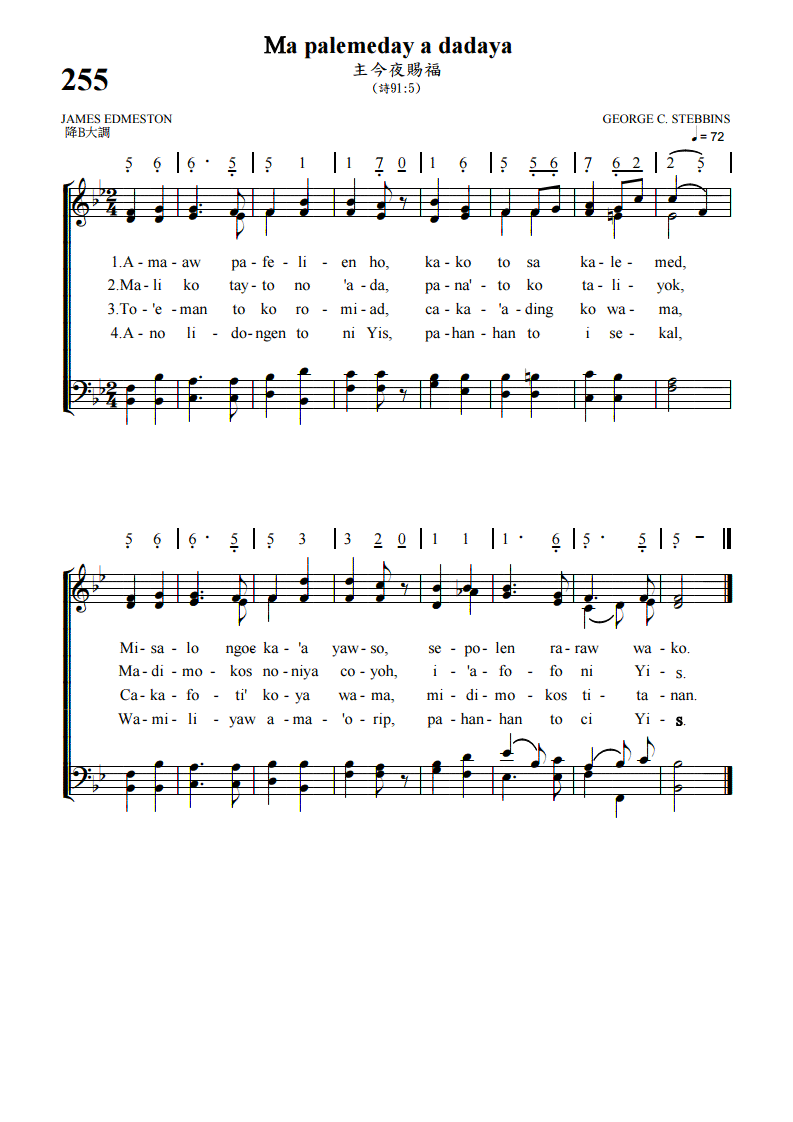 Ma palemeday a dadaya
主今夜賜福
255
(詩91:5)
JAMES EDMESTON
GEORGE C. STEBBINS
降B大調
= 72
5 6 6 · 5 5 1 1 7 0 1 6 5 5 6 7 6 2 2 5
1.A - ma - aw pa - fe - li - en ho, ka - ko to sa ka - le - med,
2.Ma - li ko tay - to no 'a - da, pa - na' - to ko ta - li - yok,
3.To - 'e - man to ko ro - mi - ad, ca - ka - 'a - ding ko wa - ma,
4.A - no li - do - ngen to ni Yis, pa - han - han to i se - kal,
5 6 6 · 5 5 3 3 2 0 1 1 1 · 6 5 · 5 5 –
Mi - sa - lo ngoc - ka - 'a yaw - so, se - po - len ra - raw wa - ko.
Ma - di - mo - kos no - niya co - yoh, i - 'a - fo - fo ni Yi - s.
Ca - ka - fo - ti' ko - ya wa - ma, mi - di - mo - kos ti - ta - nan.
Wa - mi - li - yaw a - ma - 'o - rip, pa - han - han to ci Yi - s.